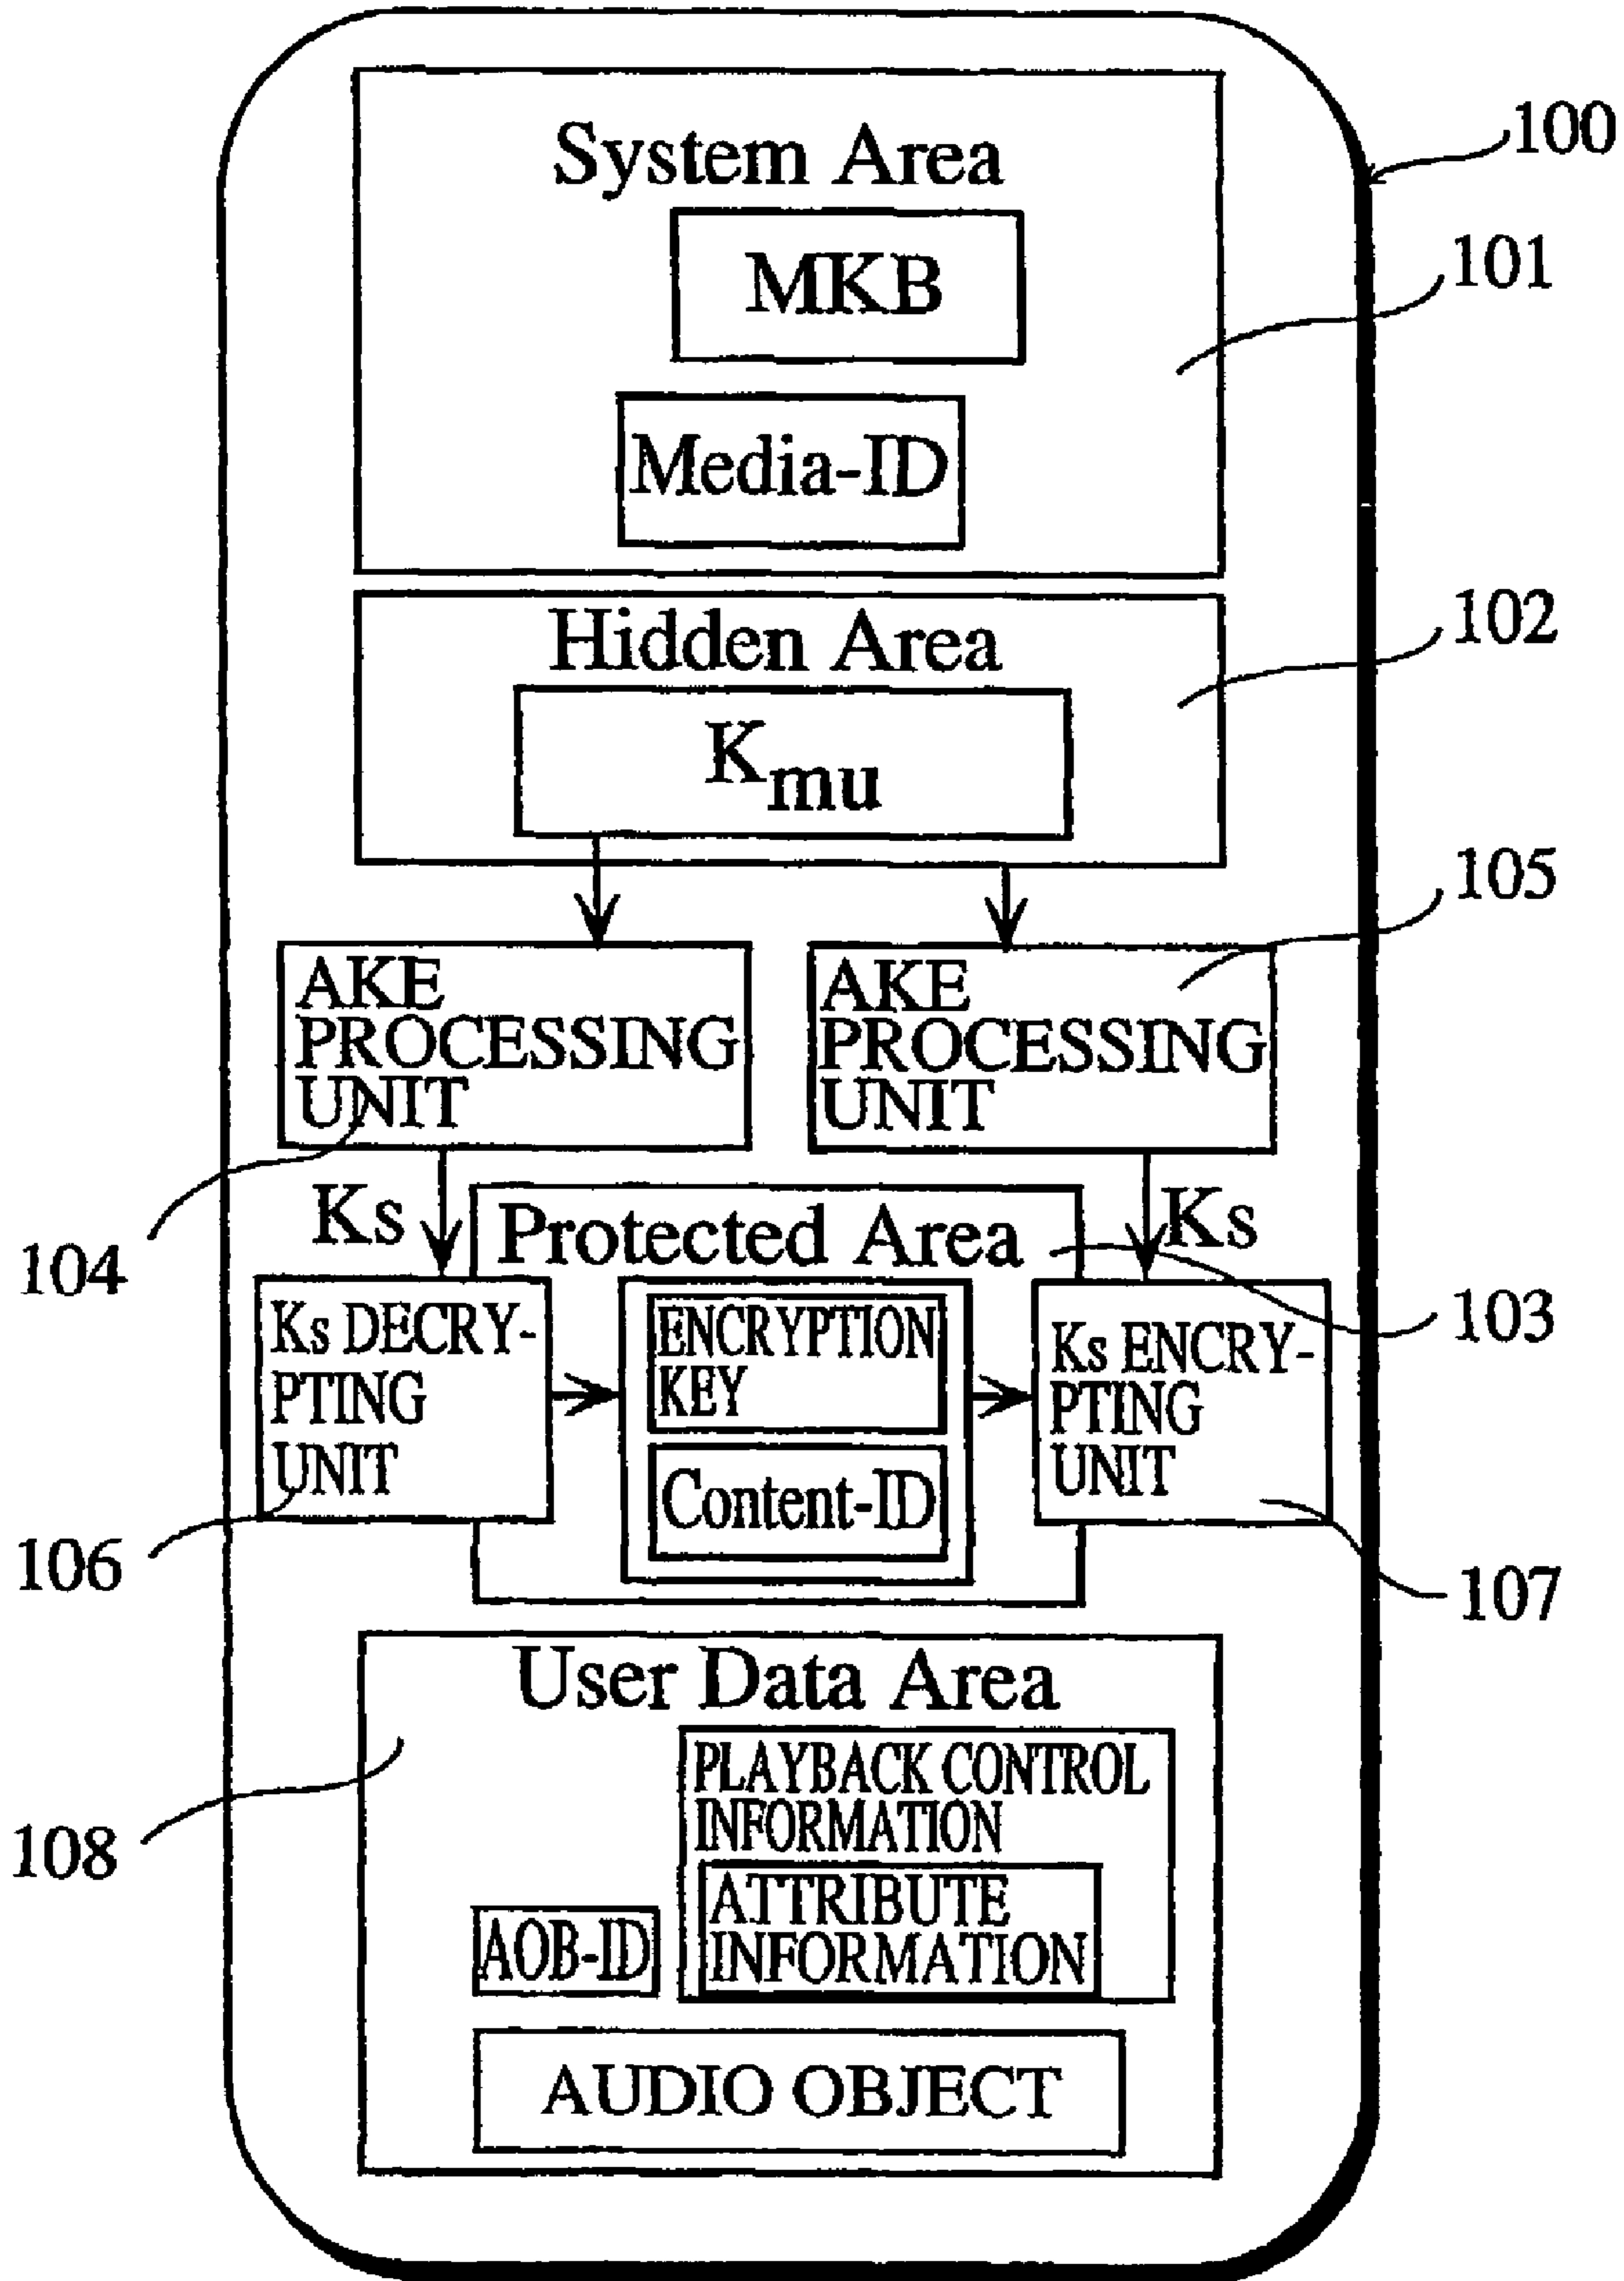 100
System Area
MKB
101
Media-ID
Hidden Area
102
Kmu
105
AKE
PROCESSING
UNIT
AKE
PROCESSING
UNIT
104
Ks
Protected Area
Ks
103
Ks DECRY-
PTING
UNIT
ENCRYPTION
KEY
Content-ID
Ks ENCRY-
PTING
UNIT
106
107
User Data Area
108
PLAYBACK CONTROL
INFORMATION
ATTRIBUTE
INFORMATION
AOB-ID
AUDIO OBJECT